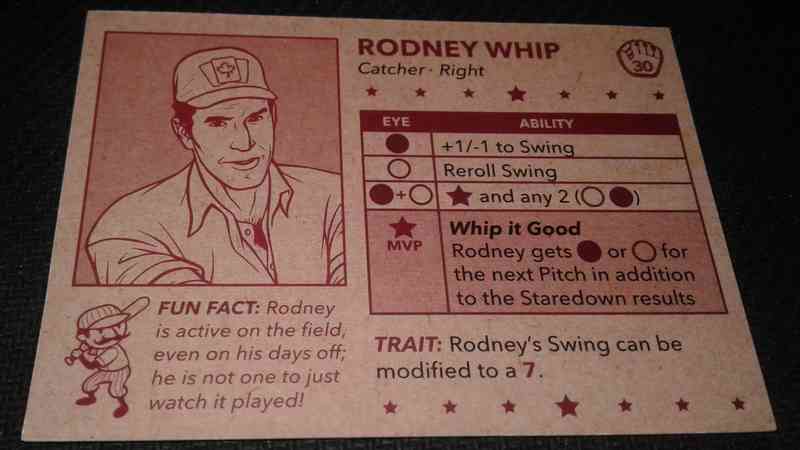 RODNEY WHIP
Catcher · Right
30
EYE ABILITY
+1/-1 to Swing
Reroll Swing
+ ★ and any 2 (○ ●)
★ MVP
Whip it Good
Rodney gets ● or ○ for
the next Pitch in addition
to the Staredown results
FUN FACT: Rodney
is active on the field,
even on his days off;
he is not one to just
watch it played!
TRAIT: Rodney's Swing can be
modified to a 7.